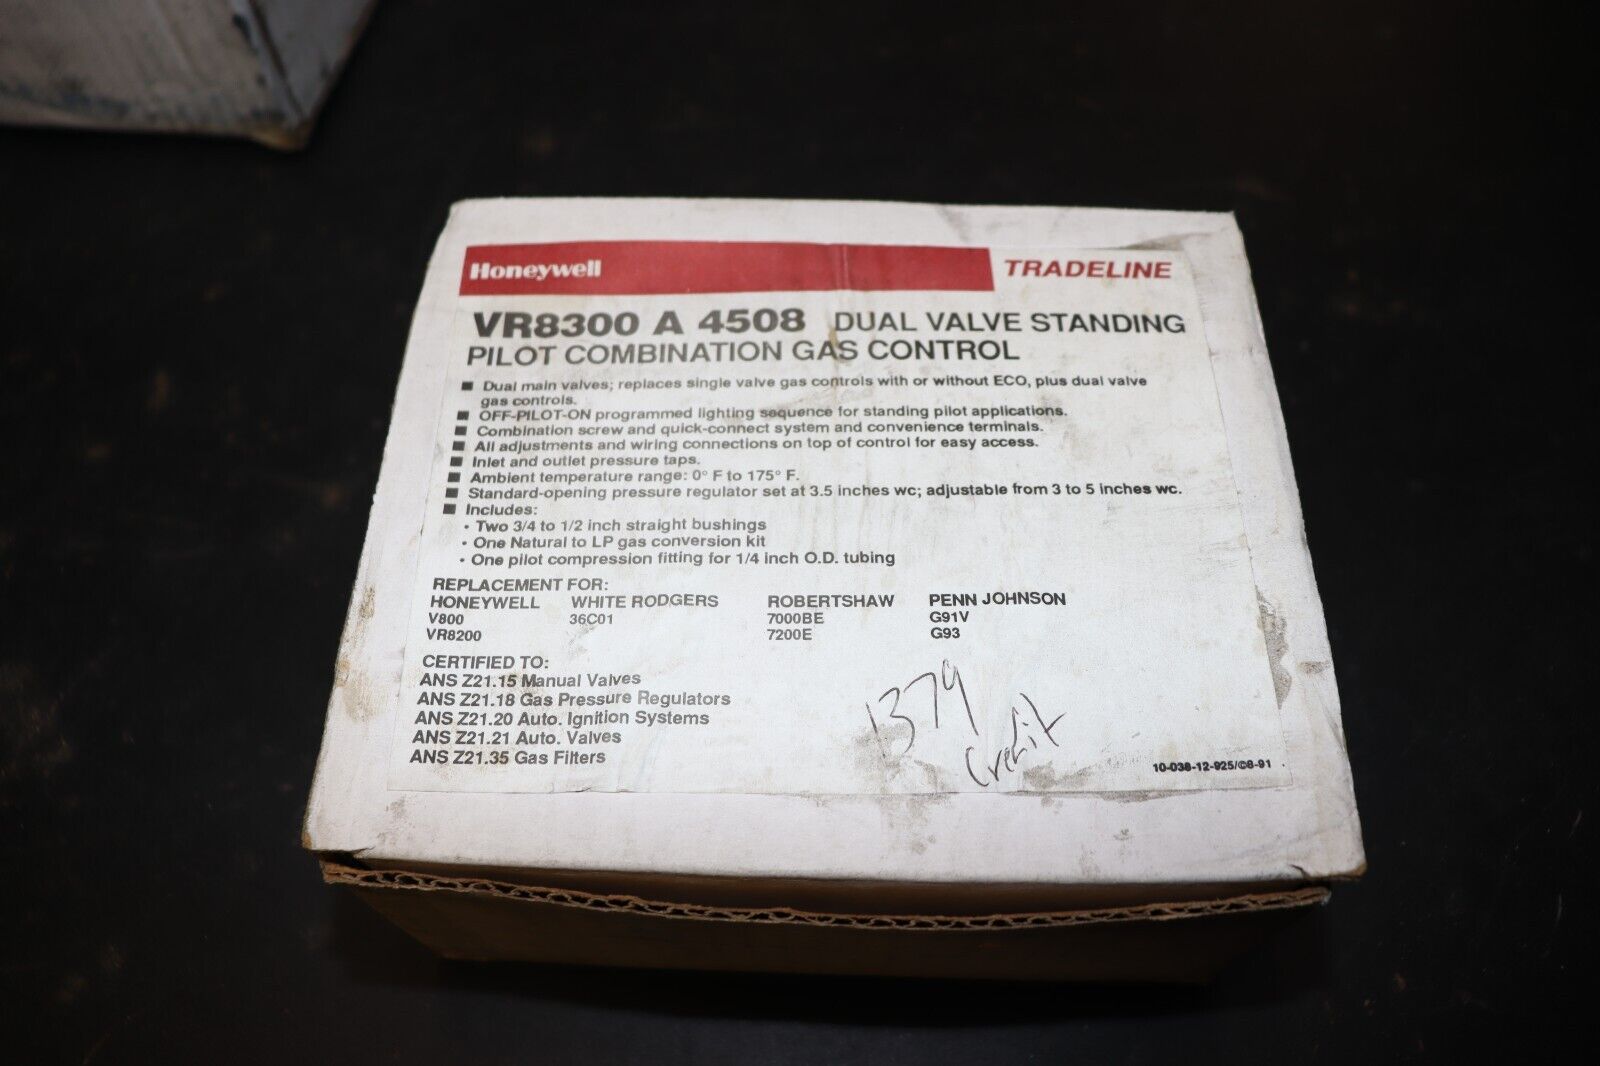 Honeywell TRADELINE
VR8300 A 4508 DUAL VALVE STANDING
PILOT COMBINATION GAS CONTROL
■ Dual main valves; replaces single valve gas controls with or without ECO, plus dual valve
gas controls.
■ OFF-PILOT-ON programmed lighting sequence for standing pilot applications.
■ Combination screw and quick-connect system and convenience terminals.
■ All adjustments and wiring connections on top of control for easy access.
■ Inlet and outlet pressure taps.
■ Ambient temperature range: 0° F to 175° F.
■ Standard-opening pressure regulator set at 3.5 inches wc; adjustable from 3 to 5 inches wc.
■ Includes:
• Two 3/4 to 1/2 inch straight bushings
• One Natural to LP gas conversion kit
• One pilot compression fitting for 1/4 inch O.D. tubing
REPLACEMENT FOR:
HONEYWELL WHITE RODGERS ROBERTSHAW PENN JOHNSON
V800 36C01 7000BE G91V
VR8200 7200E G93
CERTIFIED TO:
ANS Z21.15 Manual Valves
ANS Z21.18 Gas Pressure Regulators
ANS Z21.20 Auto. Ignition Systems
ANS Z21.21 Auto. Valves
ANS Z21.35 Gas Filters
1379
Credit
10-038-12-925/©8-91